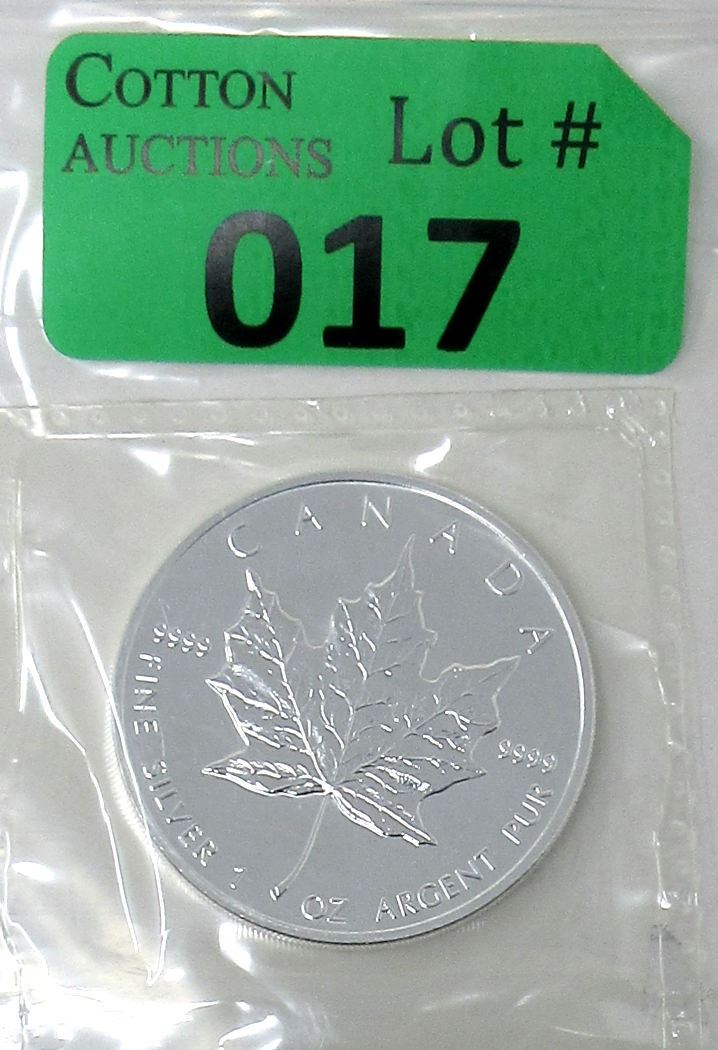 COTTON
AUCTIONS
Lot #
017
CANADA
9999
9999
FINE SILVER 1 OZ ARGENT PUR